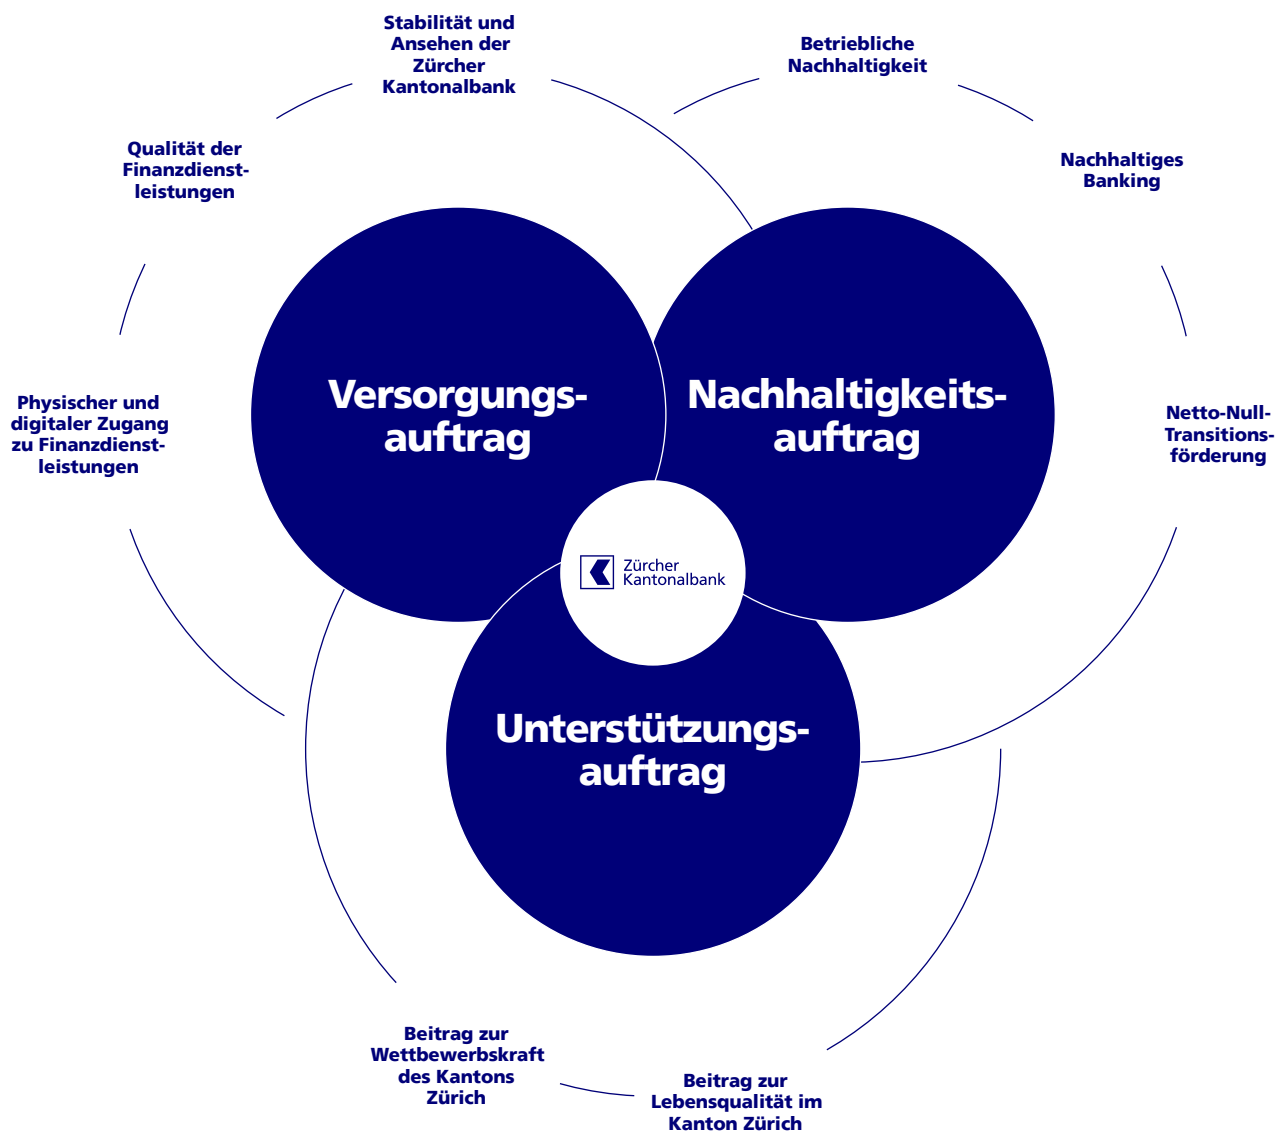 Stabilität und
Ansehen der
Zürcher
Kantonalbank
Betriebliche
Nachhaltigkeit
Qualität der
Finanzdienst-
leistungen
Nachhaltiges
Banking
Versorgungs-
auftrag
Nachhaltigkeits-
auftrag
Physischer und
digitaler Zugang
zu Finanzdienst-
leistungen
Netto-Null-
Transitions-
förderung
Zürcher
Kantonalbank
Unterstützungs-
auftrag
Beitrag zur
Wettbewerbskraft
des Kantons
Zürich
Beitrag zur
Lebensqualität im
Kanton Zürich